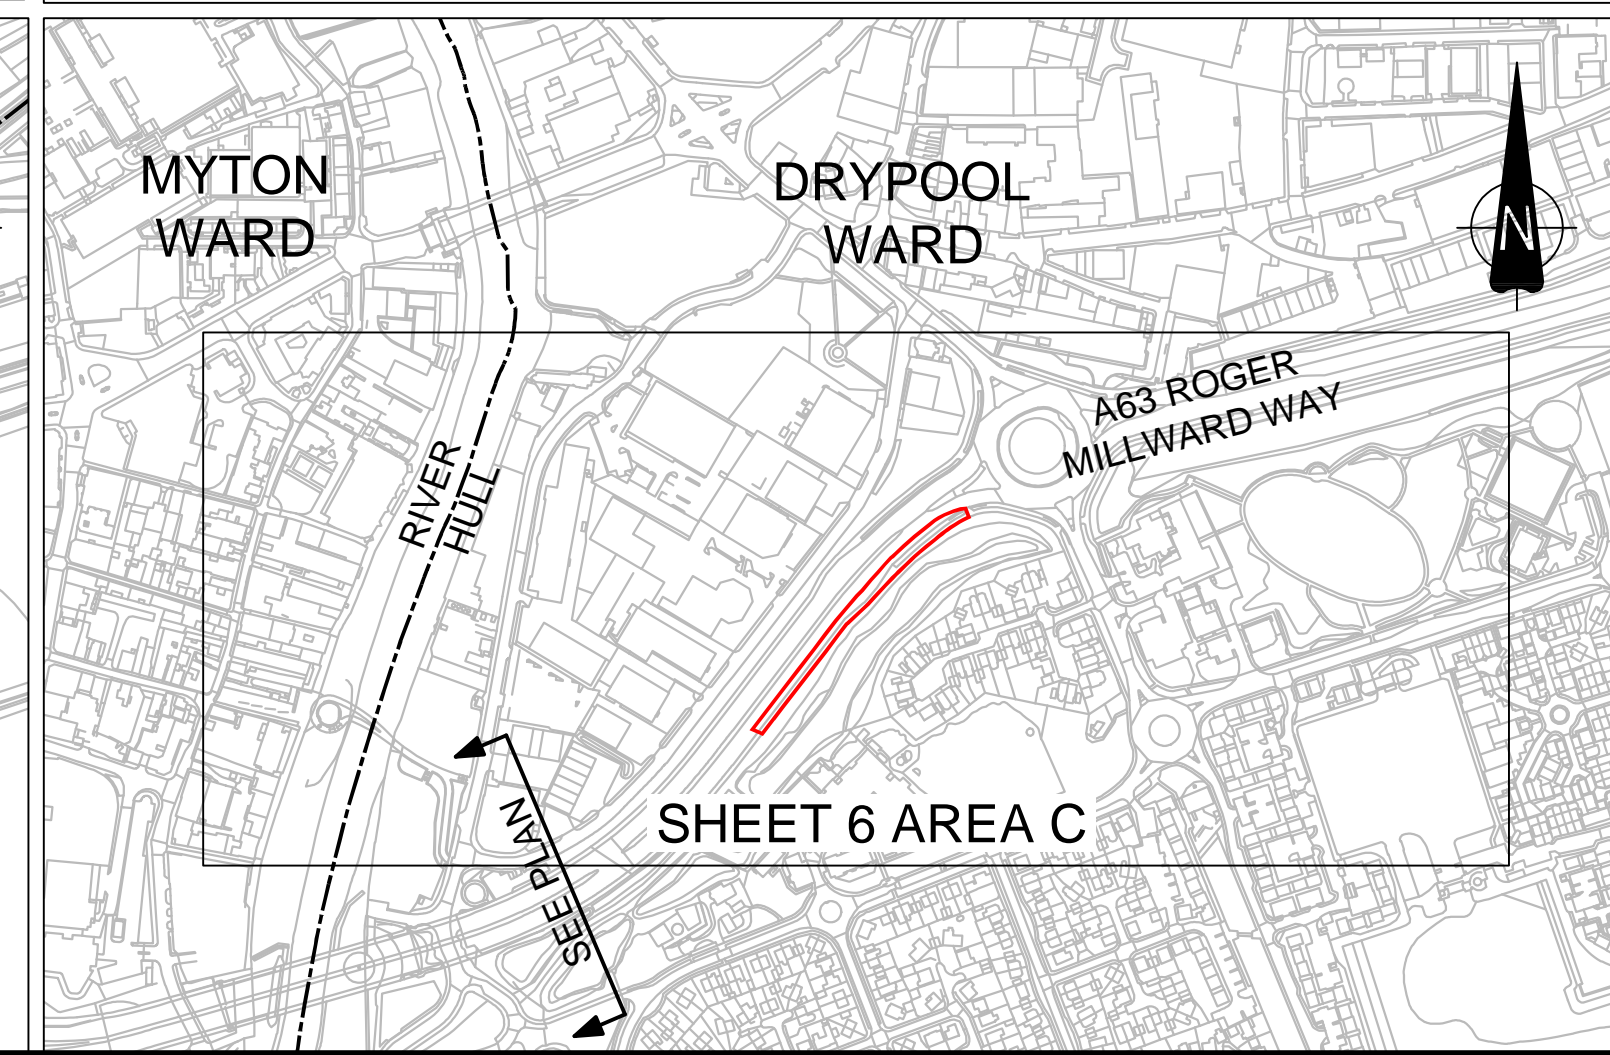 MYTON
WARD
DRYPOOL
WARD
N
A63 ROGER
MILLWARD WAY
RIVER
HULL
SEE PLAN
SHEET 6 AREA C